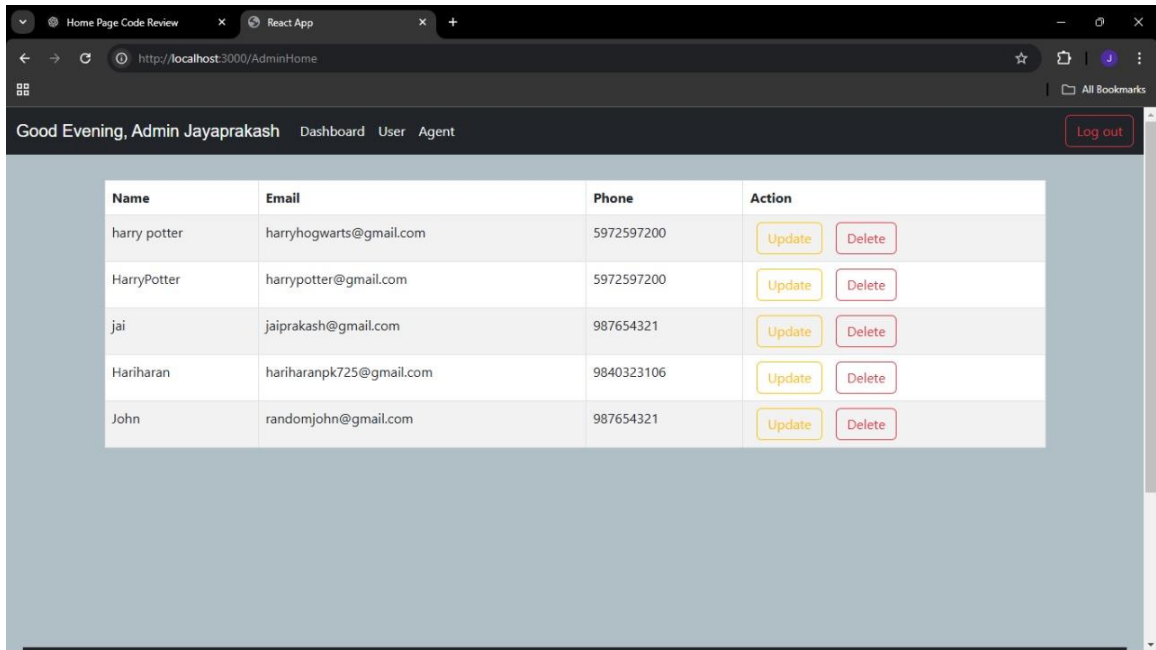 Home Page Code Review
React App
http://localhost:3000/AdminHome
J
All Bookmarks
Good Evening, Admin Jayaprakash Dashboard User Agent Log out
Name Email Phone Action
harry potter harryhogwarts@gmail.com 5972597200 Update Delete
HarryPotter harrypotter@gmail.com 5972597200 Update Delete
jai jaiprakash@gmail.com 987654321 Update Delete
Hariharan hariharanpk725@gmail.com 9840323106 Update Delete
John randomjohn@gmail.com 987654321 Update Delete